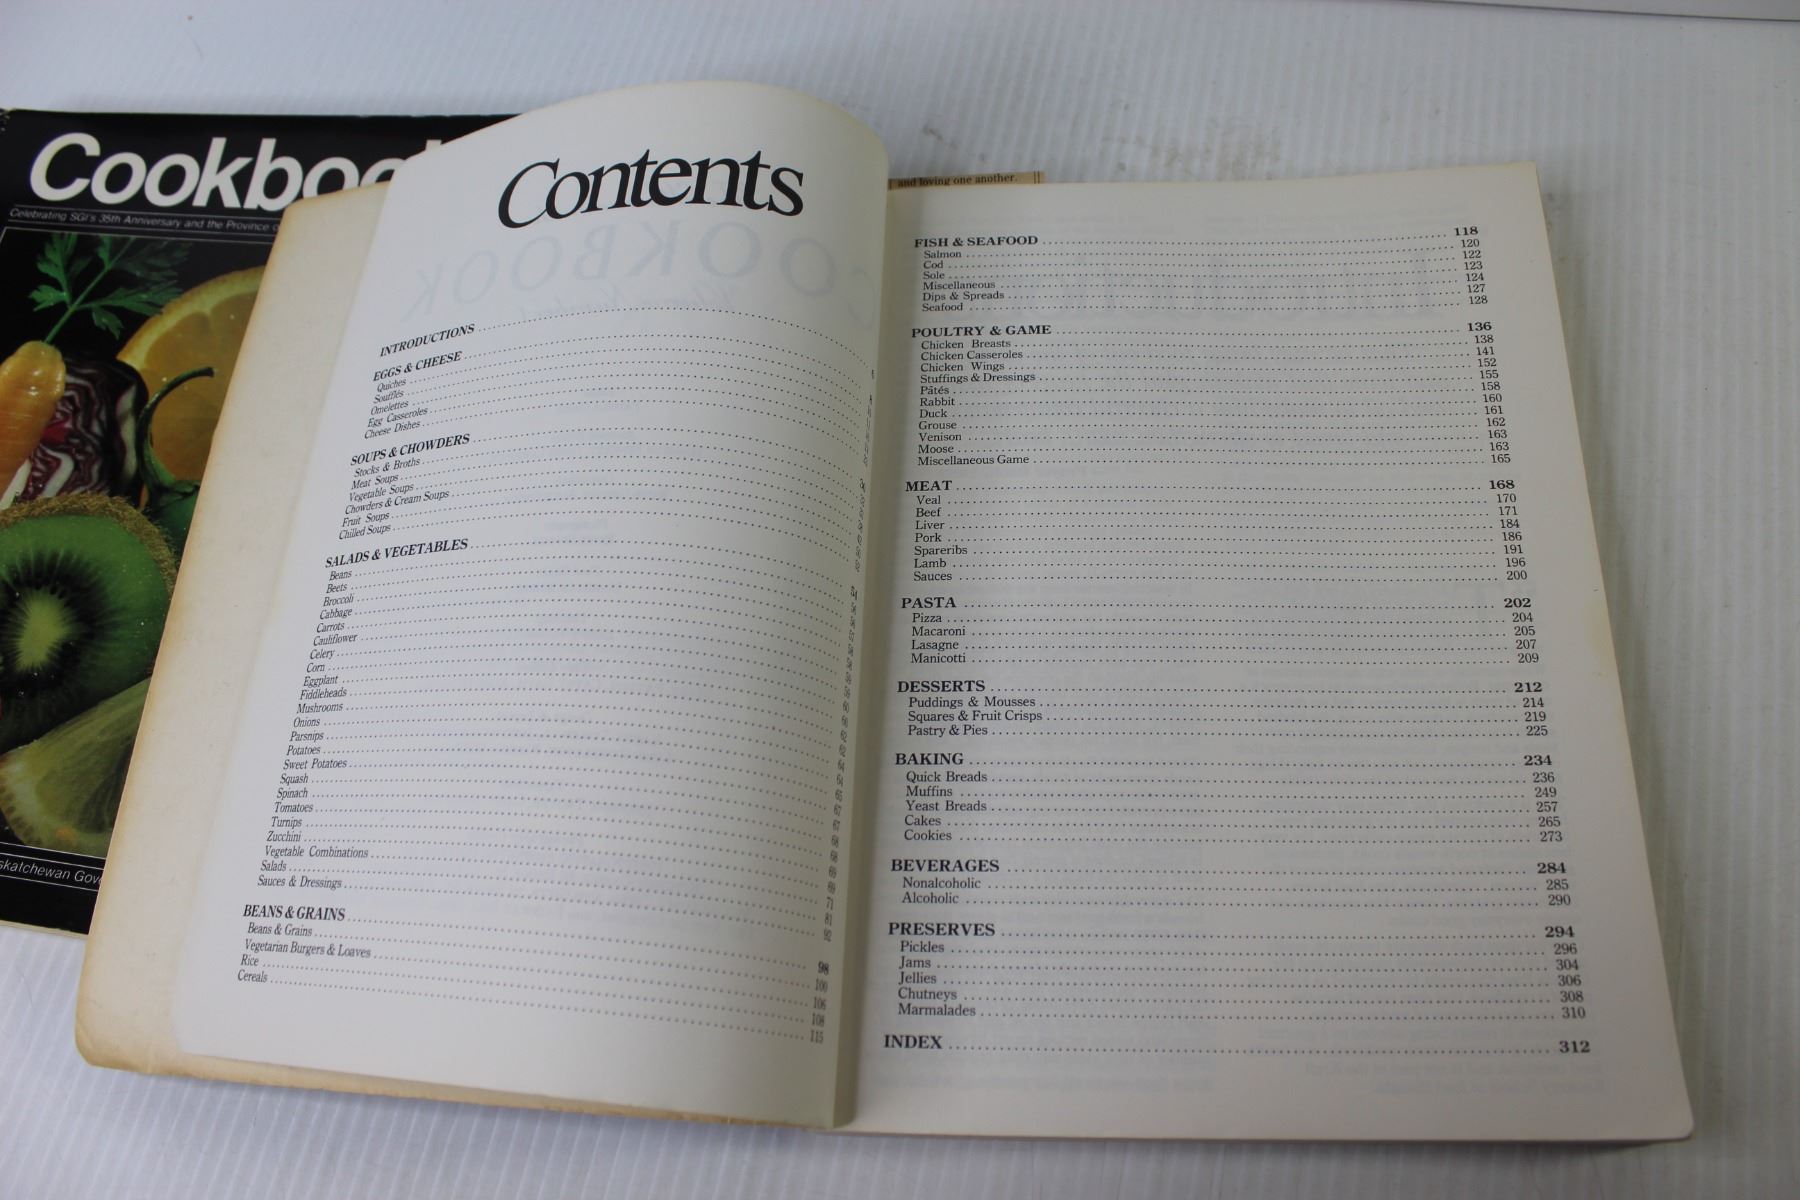 Cookboo
Celebrating SGI's 35th Anniversary and the Province o
skatchewan Gov
Contents
INTRODUCTIONS
EGGS & CHEESE
Quiches
Soufflés
Omelettes
Egg Casseroles
Cheese Dishes
SOUPS & CHOWDERS
Stocks & Broths
Meat Soups
Vegetable Soups
Chowders & Cream Soups
Fruit Soups
Chilled Soups
SALADS & VEGETABLES
Beans
Beets
Broccoli
Cabbage
Carrots
Cauliflower
Celery
Corn
Eggplant
Fiddleheads
Mushrooms
Onions
Parsnips
Potatoes
Sweet Potatoes
Squash
Spinach
Tomatoes
Turnips
Zucchini
Vegetable Combinations
Salads
Sauces & Dressings
BEANS & GRAINS ........ 98
Beans & Grains ........ 100
Vegetarian Burgers & Loaves ........ 106
Rice ........ 108
Cereals ........ 115
and loving one another.
FISH & SEAFOOD ........ 118
Salmon ........ 120
Cod ........ 122
Sole ........ 123
Miscellaneous ........ 124
Dips & Spreads ........ 127
Seafood ........ 128
POULTRY & GAME ........ 136
Chicken Breasts ........ 138
Chicken Casseroles ........ 141
Chicken Wings ........ 152
Stuffings & Dressings ........ 155
Pâtés ........ 158
Rabbit ........ 160
Duck ........ 161
Grouse ........ 162
Venison ........ 163
Moose ........ 163
Miscellaneous Game ........ 165
MEAT ........ 168
Veal ........ 170
Beef ........ 171
Liver ........ 184
Pork ........ 186
Spareribs ........ 191
Lamb ........ 196
Sauces ........ 200
PASTA ........ 202
Pizza ........ 204
Macaroni ........ 205
Lasagne ........ 207
Manicotti ........ 209
DESSERTS ........ 212
Puddings & Mousses ........ 214
Squares & Fruit Crisps ........ 219
Pastry & Pies ........ 225
BAKING ........ 234
Quick Breads ........ 236
Muffins ........ 249
Yeast Breads ........ 257
Cakes ........ 265
Cookies ........ 273
BEVERAGES ........ 284
Nonalcoholic ........ 285
Alcoholic ........ 290
PRESERVES ........ 294
Pickles ........ 296
Jams ........ 304
Jellies ........ 306
Chutneys ........ 308
Marmalades ........ 310
INDEX ........ 312